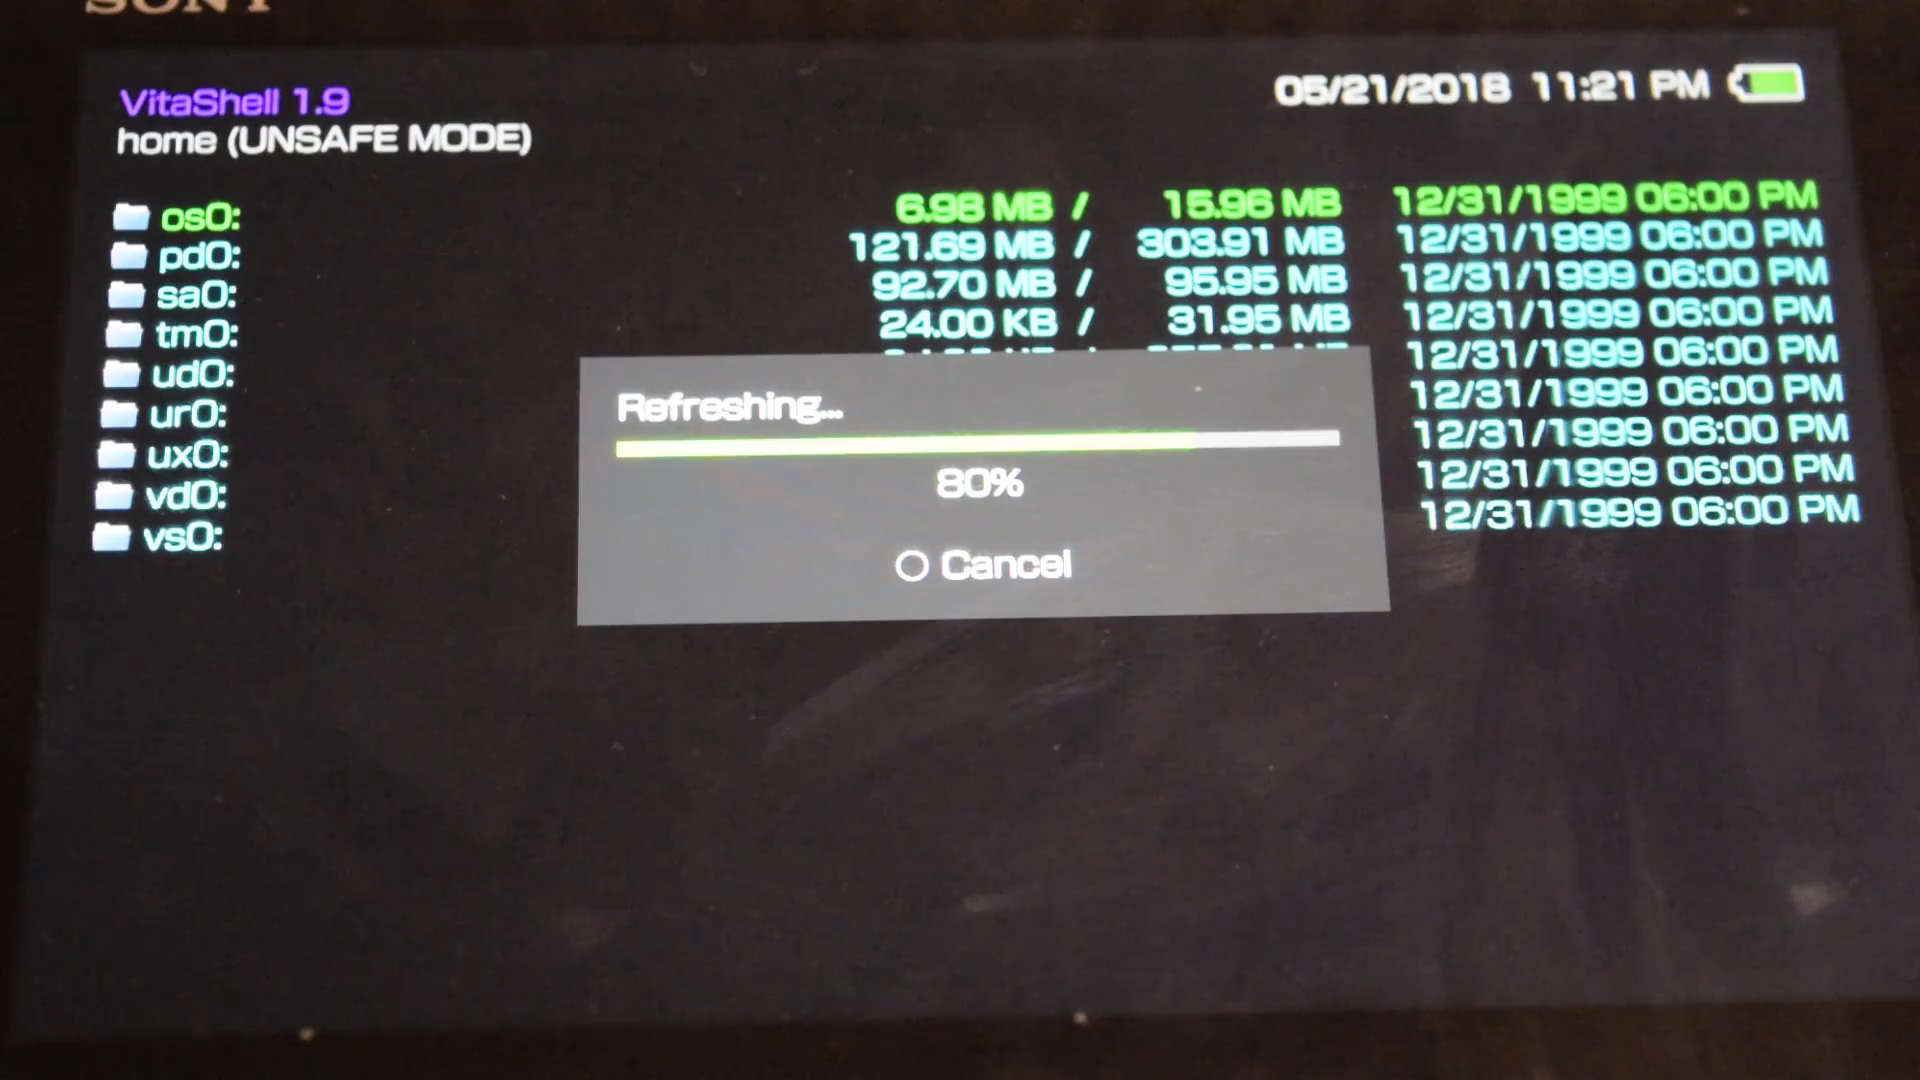 SONY
VitaShell 1.9
05/21/2018 11:21 PM
home (UNSAFE MODE)
os0: 6.98 MB / 15.96 MB 12/31/1999 06:00 PM
pd0: 121.69 MB / 303.91 MB 12/31/1999 06:00 PM
sa0: 92.70 MB / 95.95 MB 12/31/1999 06:00 PM
tm0: 24.00 KB / 31.95 MB 12/31/1999 06:00 PM
ud0: 12/31/1999 06:00 PM
ur0: 12/31/1999 06:00 PM
ux0: 12/31/1999 06:00 PM
vd0: 12/31/1999 06:00 PM
vs0: 12/31/1999 06:00 PM
Refreshing...
80%
Cancel